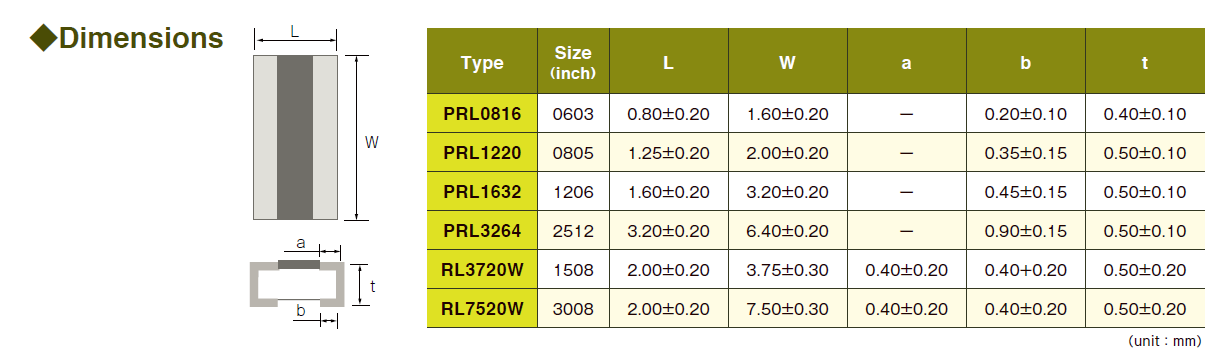 ◆Dimensions
L
W
a
t
b
Type Size (inch) L W a b t
PRL0816 0603 0.80±0.20 1.60±0.20 — 0.20±0.10 0.40±0.10
PRL1220 0805 1.25±0.20 2.00±0.20 — 0.35±0.15 0.50±0.10
PRL1632 1206 1.60±0.20 3.20±0.20 — 0.45±0.15 0.50±0.10
PRL3264 2512 3.20±0.20 6.40±0.20 — 0.90±0.15 0.50±0.10
RL3720W 1508 2.00±0.20 3.75±0.30 0.40±0.20 0.40+0.20 0.50±0.20
RL7520W 3008 2.00±0.20 7.50±0.30 0.40±0.20 0.40±0.20 0.50±0.20
(unit : mm)